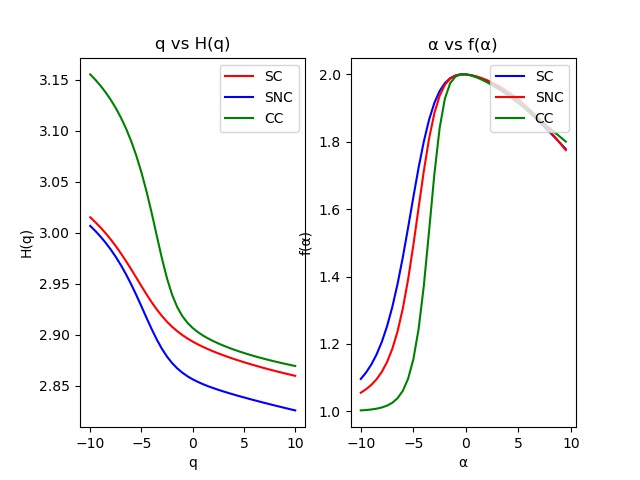 q vs H(q)
H(q)
3.15
3.10
3.05
3.00
2.95
2.90
2.85
−10
−5
0
5
10
q
SC
SNC
CC
α vs f(α)
f(α)
2.0
1.8
1.6
1.4
1.2
1.0
−10
−5
0
5
10
α
SC
SNC
CC